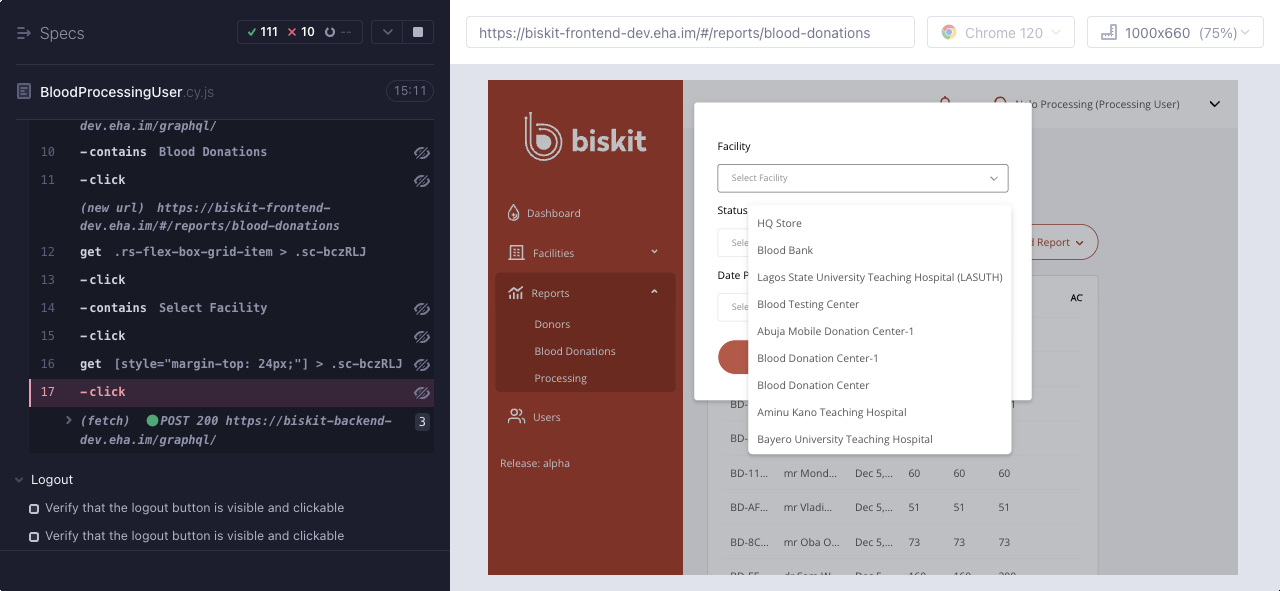 Specs
111
10
--
BloodProcessingUser.cy.js
15:11
dev.eha.im/graphql/
10 -contains Blood Donations
11 -click
(new url) https://biskit-frontend-
dev.eha.im/#/reports/blood-donations
12 get .rs-flex-box-grid-item > .sc-bczRLJ
13 -click
14 -contains Select Facility
15 -click
16 get [style="margin-top: 24px;"] > .sc-bczRLJ
17 -click
(fetch) POST 200 https://biskit-backend-
dev.eha.im/graphql/
3
Logout
Verify that the logout button is visible and clickable
Verify that the logout button is visible and clickable
https://biskit-frontend-dev.eha.im/#/reports/blood-donations
Chrome 120
1000x660 (75%)
biskit
Dashboard
Facilities
Reports
Donors
Blood Donations
Processing
Users
Release: alpha
Processing (Processing User)
Facility
Select Facility
Status
Sele
Date P
Sele
HQ Store
Blood Bank
Lagos State University Teaching Hospital (LASUTH)
Blood Testing Center
Abuja Mobile Donation Center-1
Blood Donation Center-1
Blood Donation Center
Aminu Kano Teaching Hospital
Bayero University Teaching Hospital
d Report
AC
BD-11... mr Mond... Dec 5,... 60 60 60
BD-AF... mr Vladi... Dec 5,... 51 51 51
BD-8C... mr Oba O... Dec 5,... 73 73 73